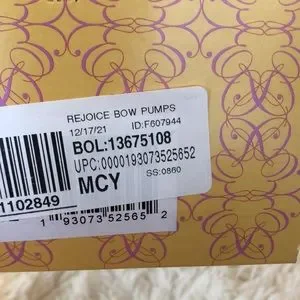 REJOICE BOW PUMPS
12/17/21 ID:F607944
BOL:13675108
UPC:0000193073525652
MCY
SS:0860
1102849
1 93073 52565 2